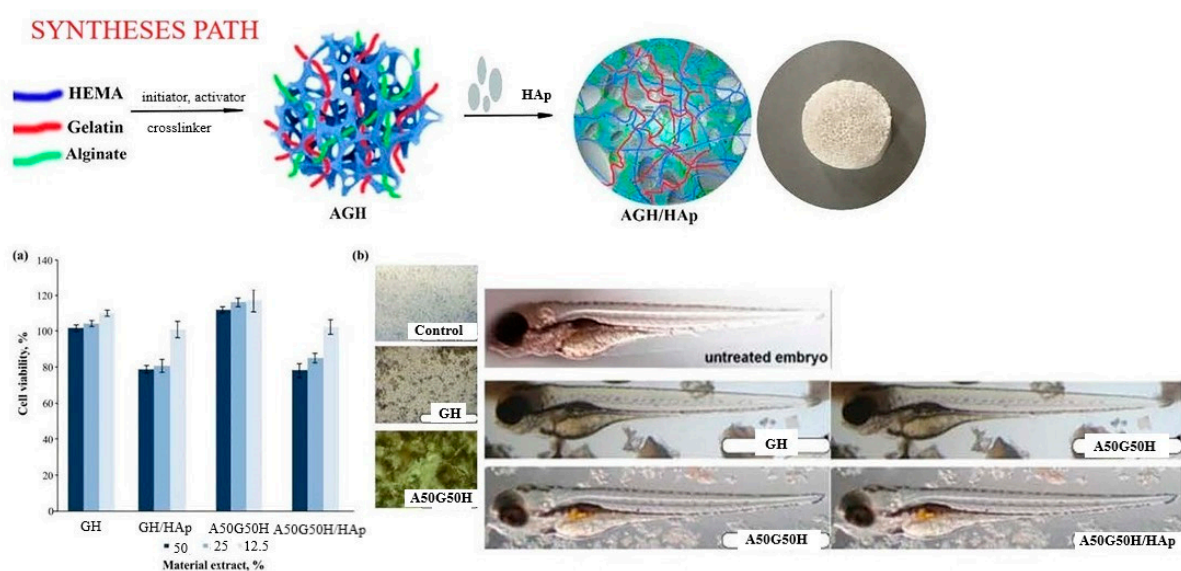 SYNTHESES PATH
HEMA
Gelatin
Alginate
initiator, activator
crosslinker
AGH
HAp
AGH/HAp
(a)
140
120
100
80
60
40
20
0
Cell viability, %
GH
GH/HAp
A50G50H
A50G50H/HAp
50
25
12.5
Material extract, %
(b)
Control
GH
A50G50H
untreated embryo
GH
A50G50H
A50G50H
A50G50H/HAp